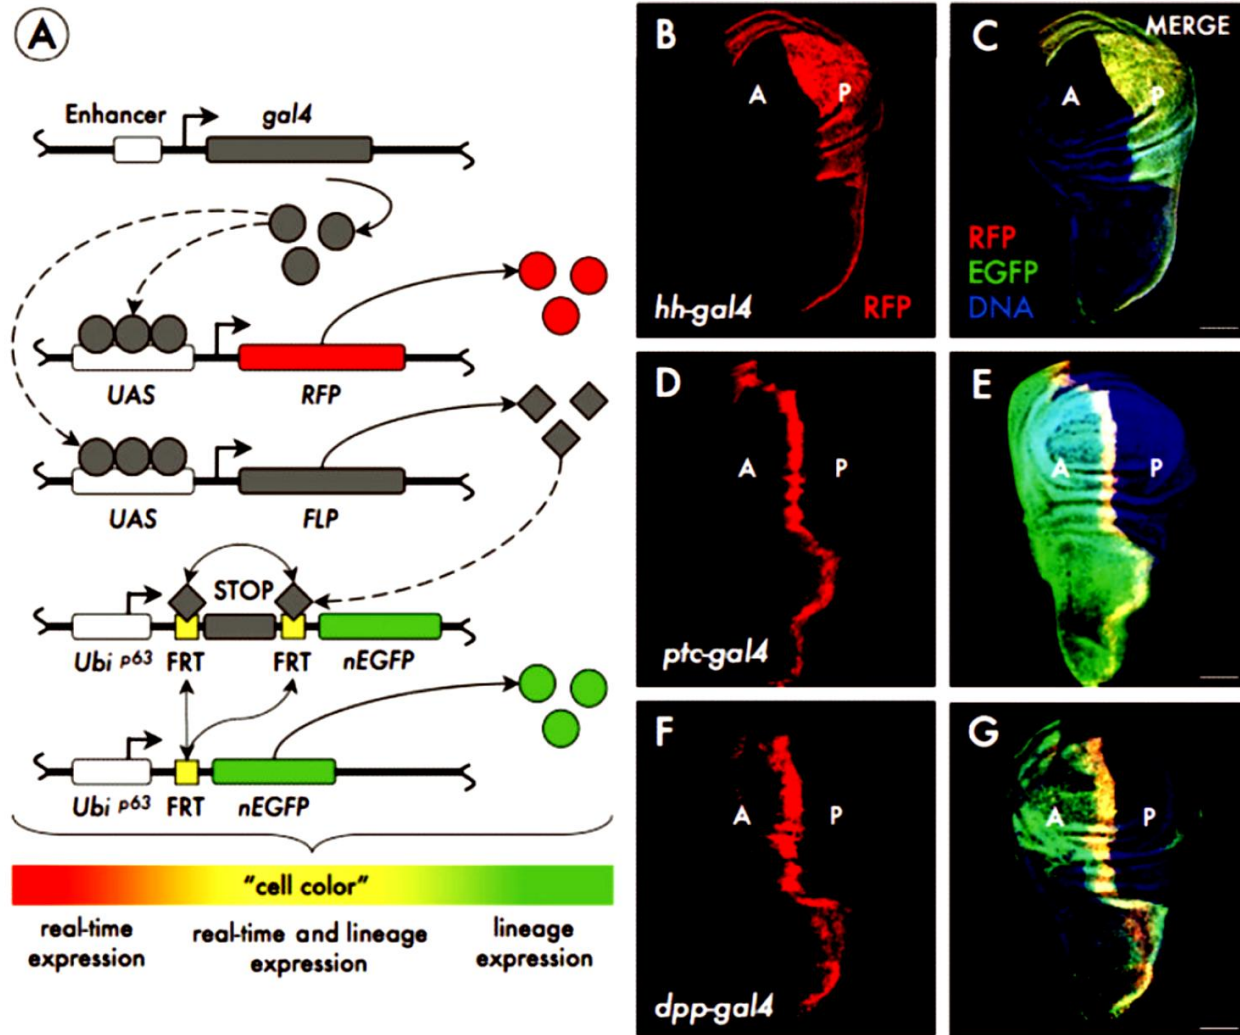 A
Enhancer
gal4
UAS
RFP
UAS
FLP
STOP
Ubi p63
FRT
FRT
nEGFP
Ubi p63
FRT
nEGFP
"cell color"
real-time
expression
real-time and lineage
expression
lineage
expression
B
A
P
hh-gal4
RFP
C
MERGE
A
P
RFP
EGFP
DNA
D
A
P
ptc-gal4
E
A
P
F
A
P
dpp-gal4
G
A
P